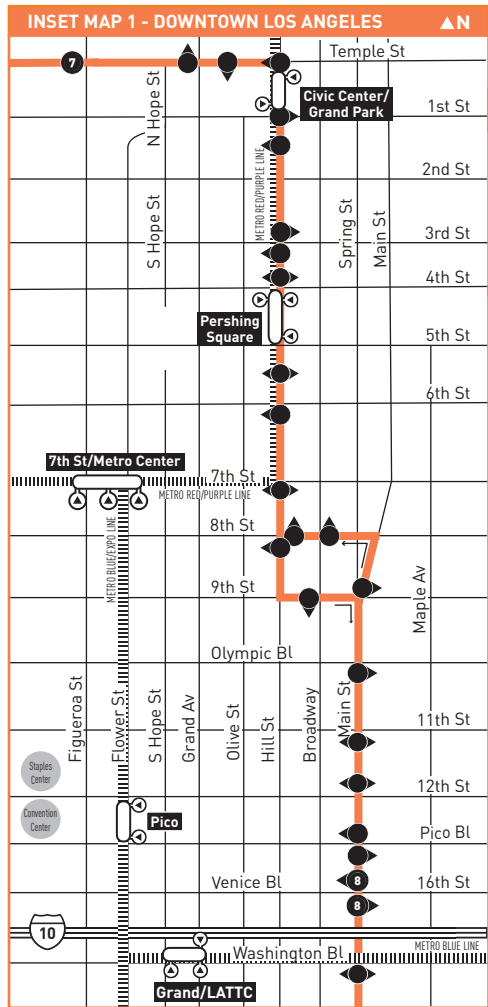 INSET MAP 1 - DOWNTOWN LOS ANGELES
▲N
Temple St
7
Civic Center/
Grand Park
1st St
N Hope St
2nd St
METRO RED/PURPLE LINE
S Hope St
Spring St
Main St
3rd St
4th St
Pershing
Square
5th St
6th St
7th St/Metro Center
7th St
METRO RED/PURPLE LINE
8th St
METRO BLUE/EXPO LINE
9th St
Maple Av
Olympic Bl
Figueroa St
Flower St
S Hope St
Grand Av
Olive St
Hill St
Broadway
Main St
11th St
Staples
Center
12th St
Convention
Center
Pico
Pico Bl
Venice Bl
8
16th St
8
10
METRO BLUE LINE
Washington Bl
Grand/LATTC